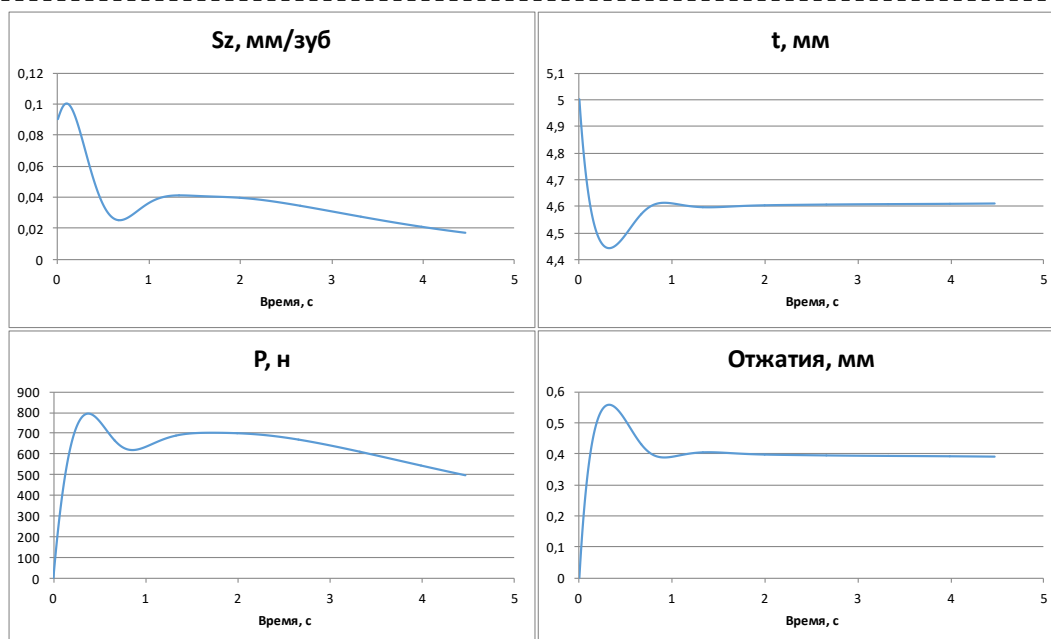 Sz, мм/зуб
0,12
0,1
0,08
0,06
0,04
0,02
0
0 1 2 3 4 5
Время, с
t, мм
5,1
5
4,9
4,8
4,7
4,6
4,5
4,4
0 1 2 3 4 5
Время, с
P, н
900
800
700
600
500
400
300
200
100
0
0 1 2 3 4 5
Время, с
Отжатия, мм
0,6
0,5
0,4
0,3
0,2
0,1
0
0 1 2 3 4 5
Время, с